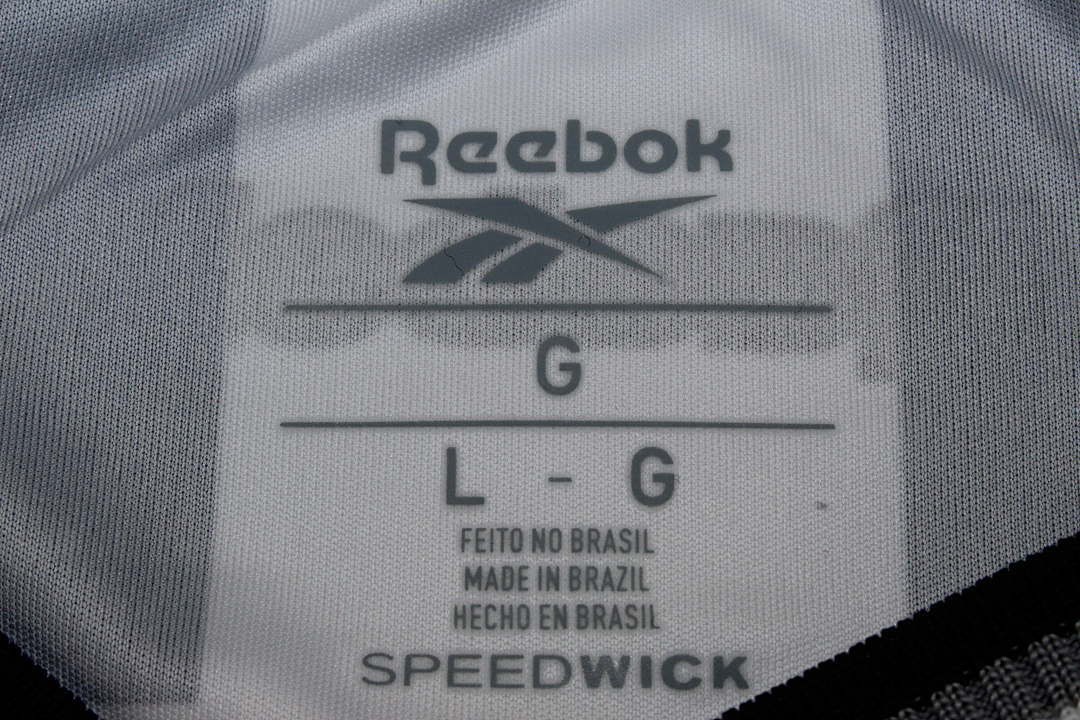 Reebok
G
L - G
FEITO NO BRASIL
MADE IN BRAZIL
HECHO EN BRASIL
SPEEDWICK